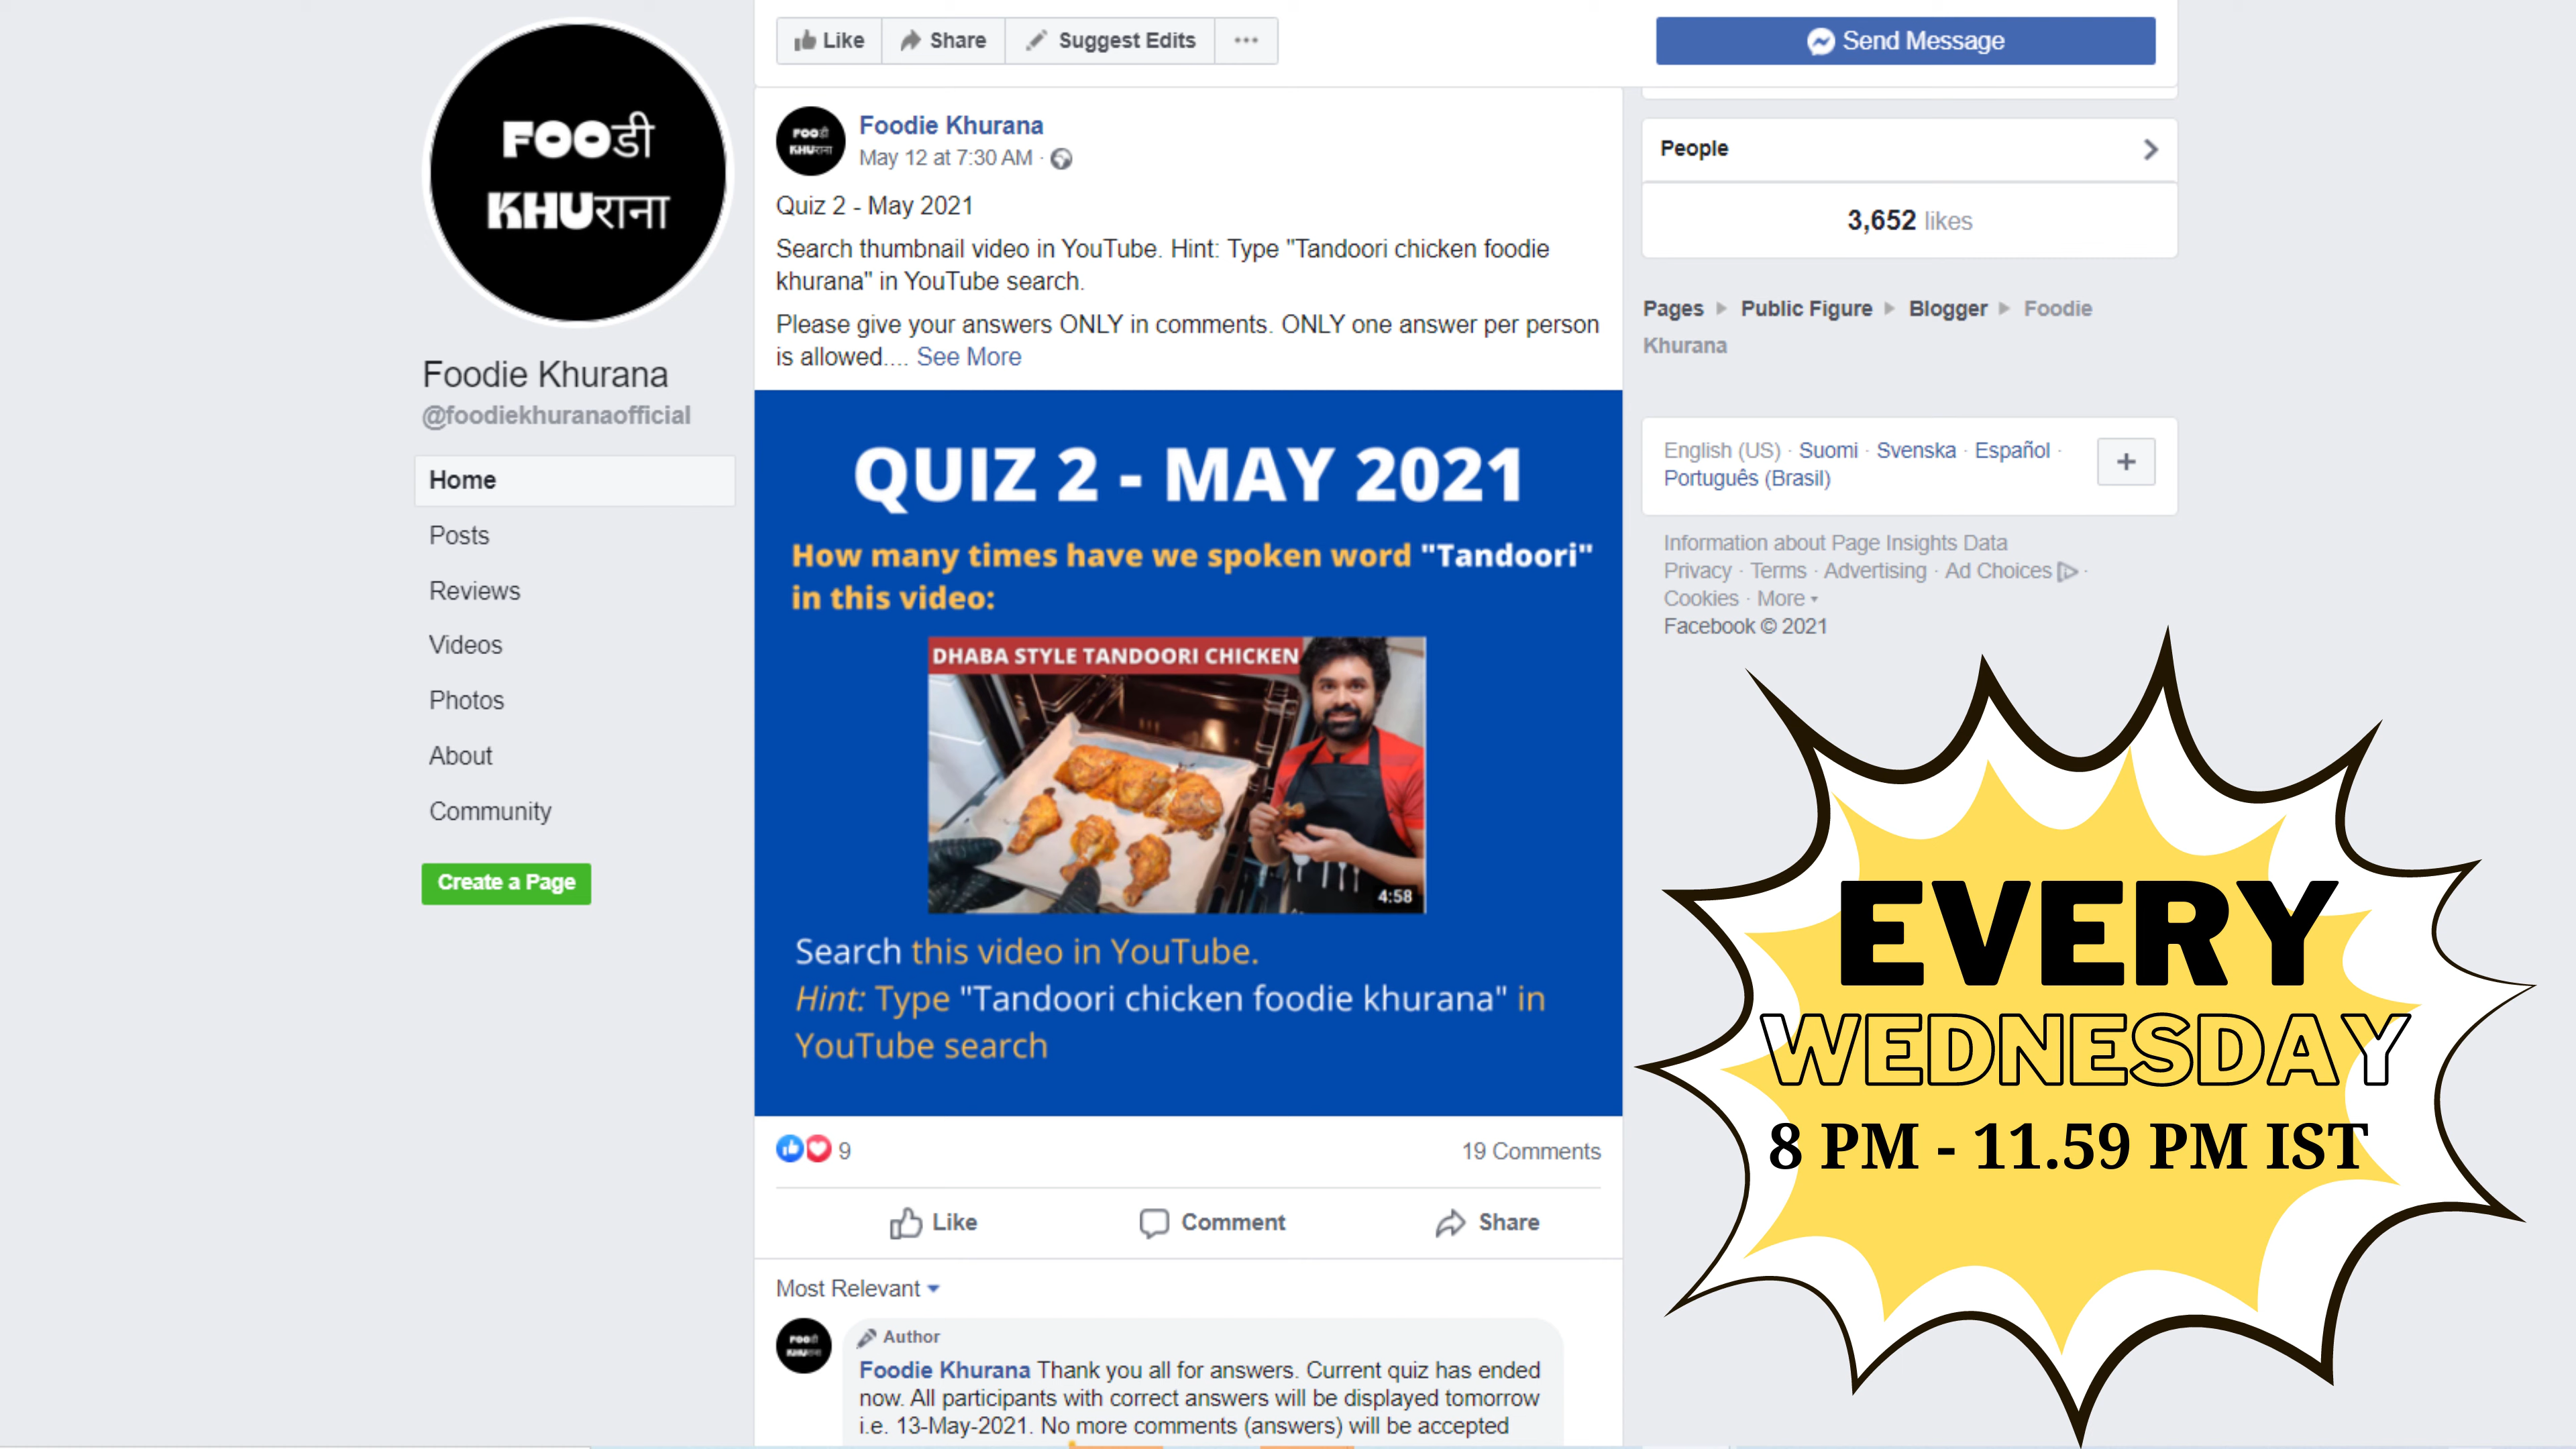 FOOडी
KHUराना
Foodie Khurana
@foodiekhuranaofficial
Home
Posts
Reviews
Videos
Photos
About
Community
Create a Page
Like
Share
Suggest Edits
Send Message
FOOडी
KHUराना
Foodie Khurana
May 12 at 7:30 AM ·
Quiz 2 - May 2021
Search thumbnail video in YouTube. Hint: Type "Tandoori chicken foodie
khurana" in YouTube search.
Please give your answers ONLY in comments. ONLY one answer per person
is allowed.... See More
QUIZ 2 - MAY 2021
How many times have we spoken word "Tandoori"
in this video:
DHABA STYLE TANDOORI CHICKEN
4:58
Search this video in YouTube.
Hint: Type "Tandoori chicken foodie khurana" in
YouTube search
9
19 Comments
Like
Comment
Share
Most Relevant
FOOडी
KHUराना
Author
Foodie Khurana Thank you all for answers. Current quiz has ended
now. All participants with correct answers will be displayed tomorrow
i.e. 13-May-2021. No more comments (answers) will be accepted
People
3,652 likes
Pages Public Figure Blogger Foodie
Khurana
English (US) · Suomi · Svenska · Español ·
Português (Brasil)
+
Information about Page Insights Data
Privacy · Terms · Advertising · Ad Choices ·
Cookies · More
Facebook © 2021
EVERY
WEDNESDAY
8 PM - 11.59 PM IST